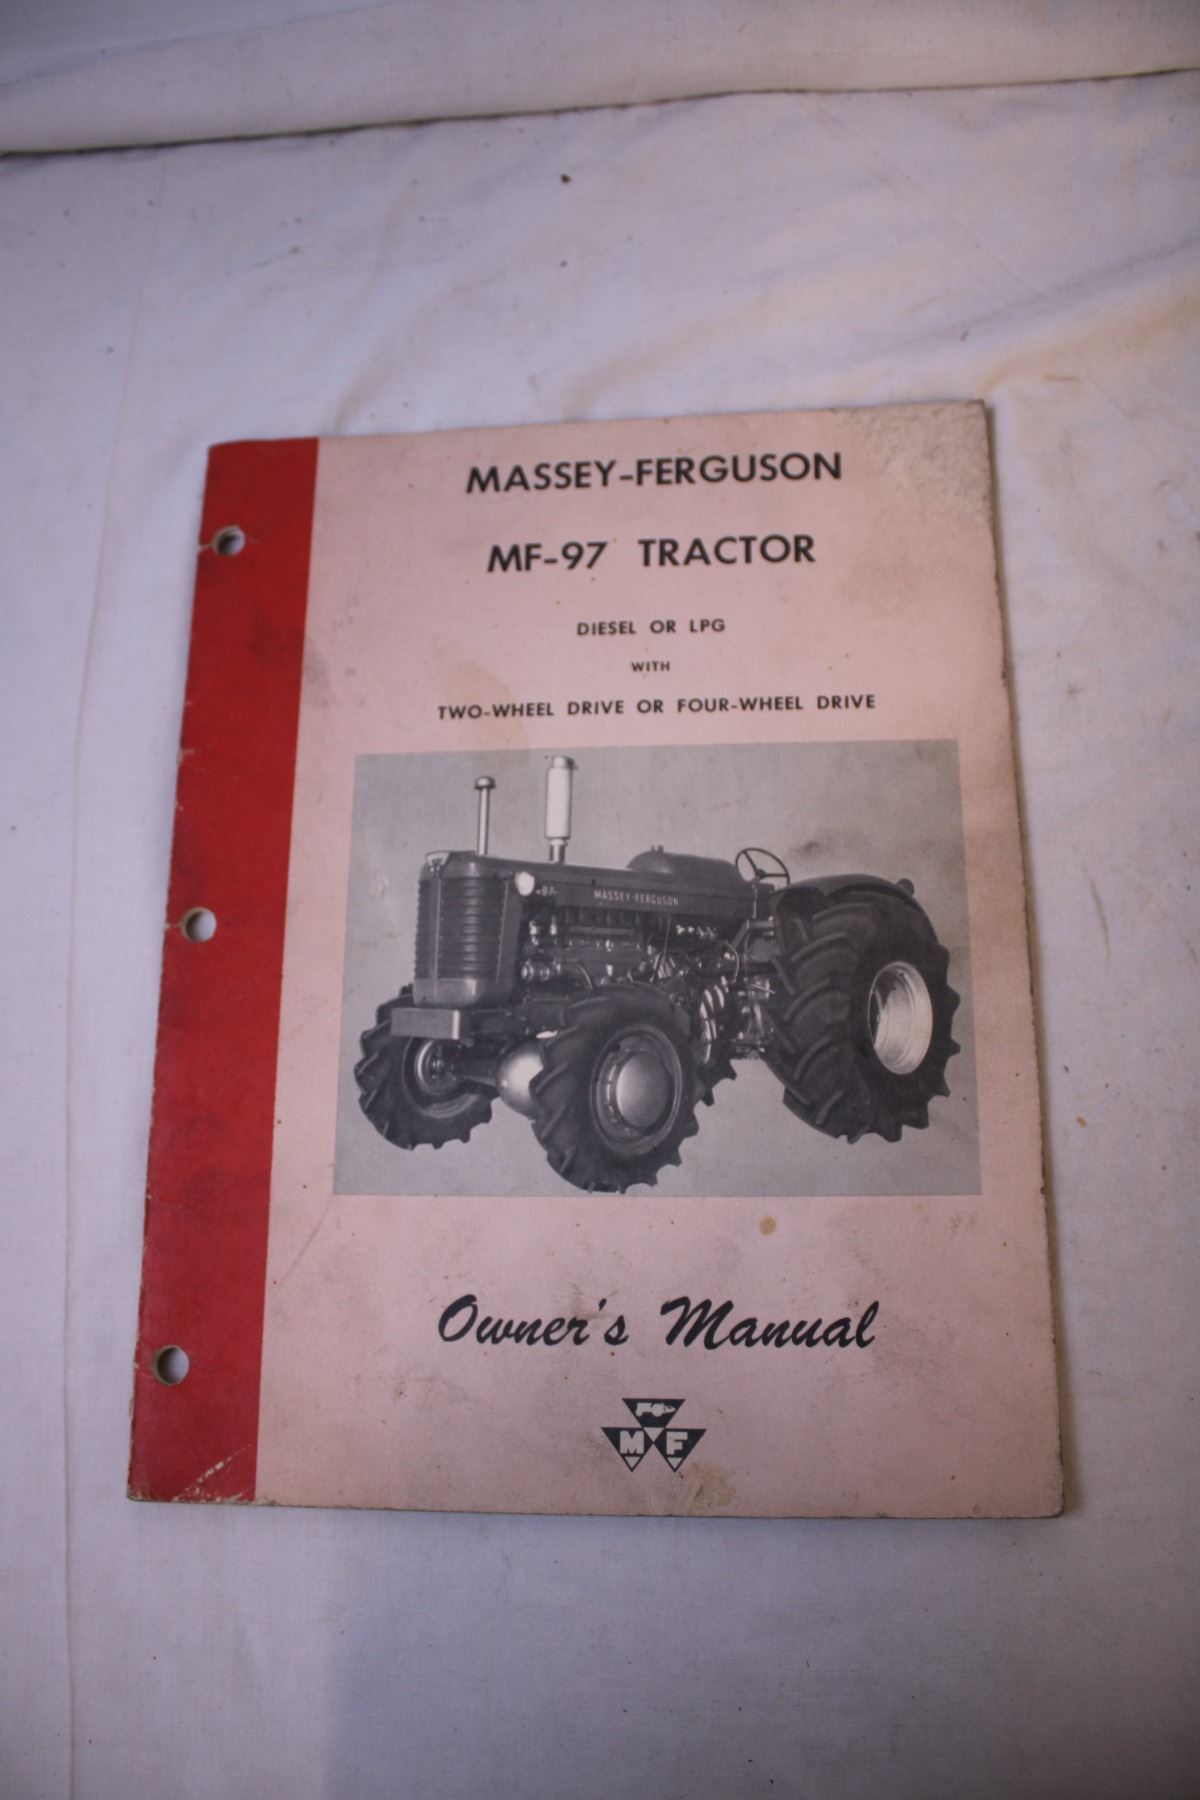 MASSEY-FERGUSON
MF-97 TRACTOR
DIESEL OR LPG
WITH
TWO-WHEEL DRIVE OR FOUR-WHEEL DRIVE
97
MASSEY-FERGUSON
Owner's Manual
M F